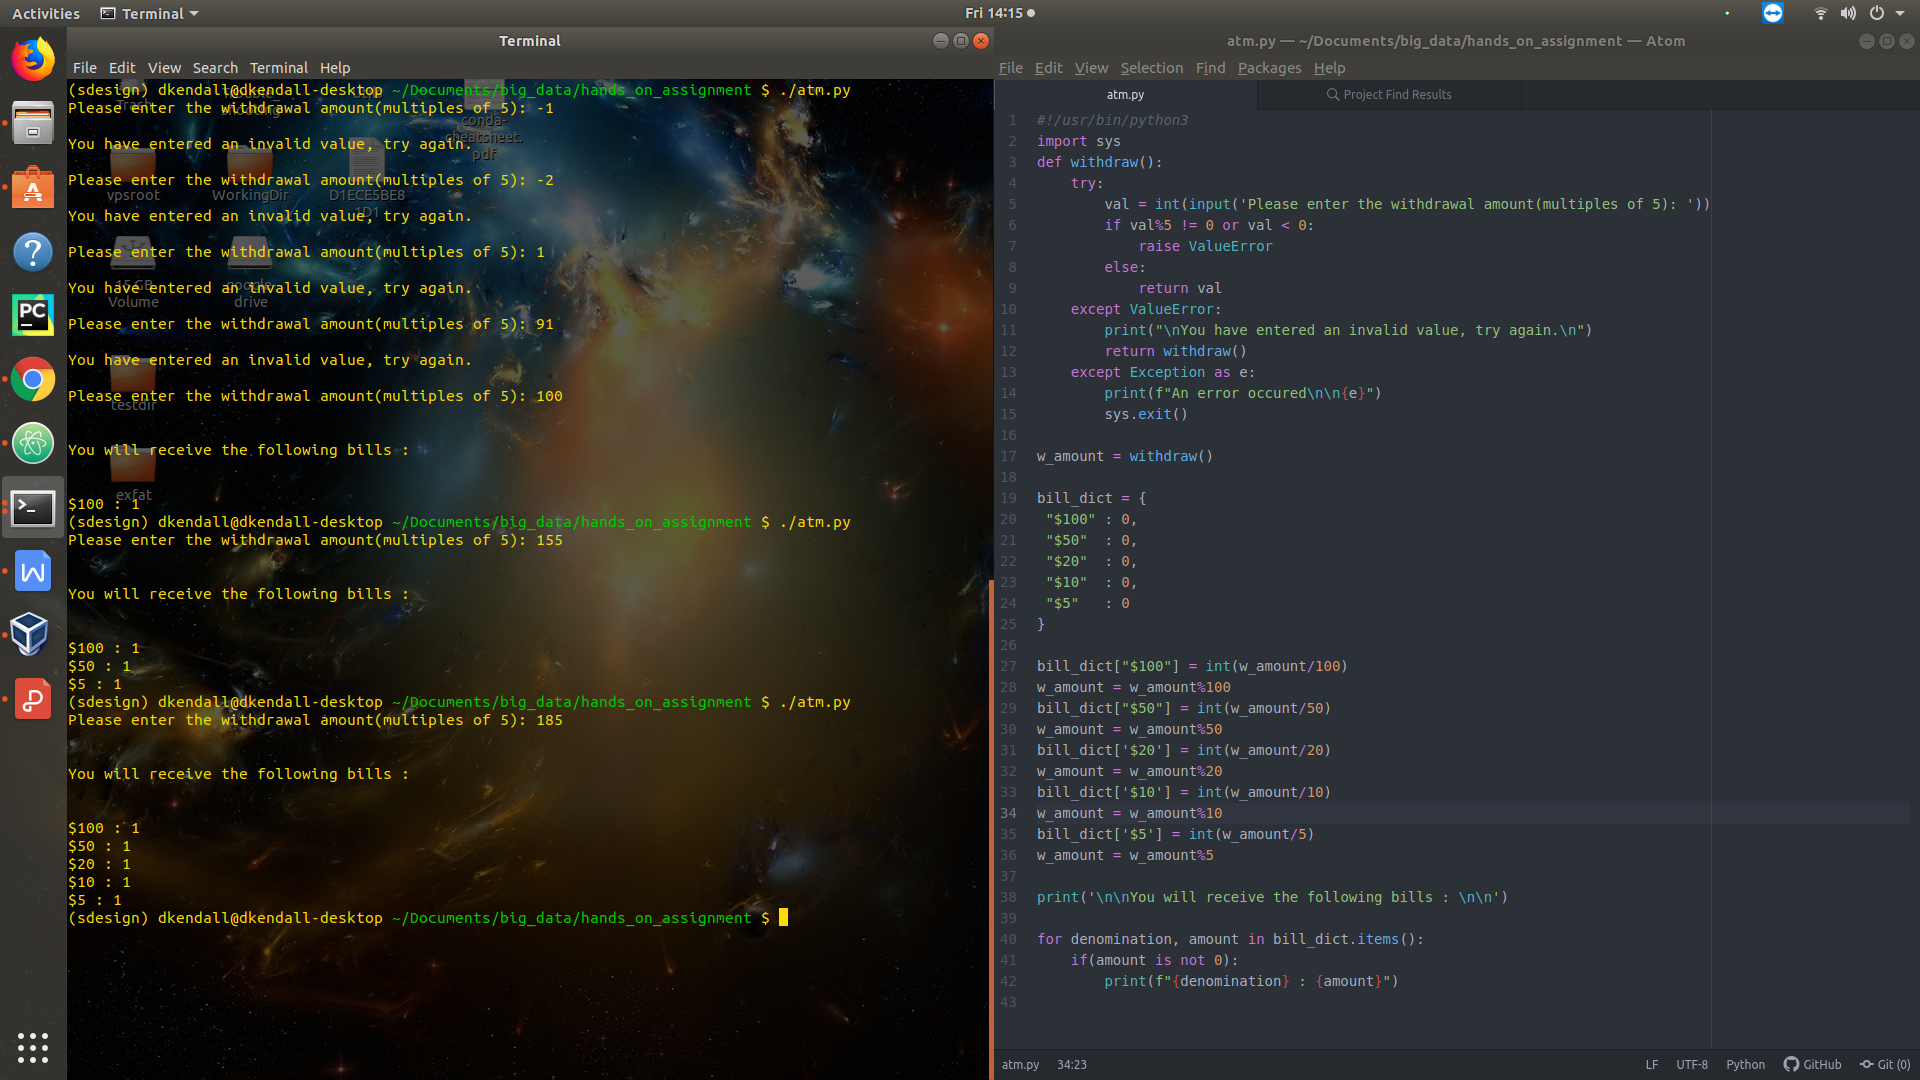 Activities Terminal Fri 14:15
Terminal
File Edit View Search Terminal Help
(sdesign) dkendall@dkendall-desktop ~/Documents/big_data/hands_on_assignment $ ./atm.py
Please enter the withdrawal amount(multiples of 5): -1
You have entered an invalid value, try again.
Please enter the withdrawal amount(multiples of 5): -2
You have entered an invalid value, try again.
Please enter the withdrawal amount(multiples of 5): 1
You have entered an invalid value, try again.
Please enter the withdrawal amount(multiples of 5): 91
You have entered an invalid value, try again.
Please enter the withdrawal amount(multiples of 5): 100
You will receive the following bills :
$100 : 1
(sdesign) dkendall@dkendall-desktop ~/Documents/big_data/hands_on_assignment $ ./atm.py
Please enter the withdrawal amount(multiples of 5): 155
You will receive the following bills :
$100 : 1
$50 : 1
$5 : 1
(sdesign) dkendall@dkendall-desktop ~/Documents/big_data/hands_on_assignment $ ./atm.py
Please enter the withdrawal amount(multiples of 5): 185
You will receive the following bills :
$100 : 1
$50 : 1
$20 : 1
$10 : 1
$5 : 1
(sdesign) dkendall@dkendall-desktop ~/Documents/big_data/hands_on_assignment $
Trash
shooting
conda-
cheatsheet.
pdf
vpsroot
WorkingDir
D1ECE5BE8
1D1
15 GB
Volume
google
drive
testdir
exfat
atm.py — ~/Documents/big_data/hands_on_assignment — Atom
File Edit View Selection Find Packages Help
atm.py Project Find Results
1 #!/usr/bin/python3
2 import sys
3 def withdraw():
4     try:
5         val = int(input('Please enter the withdrawal amount(multiples of 5): '))
6         if val%5 != 0 or val < 0:
7             raise ValueError
8         else:
9             return val
10     except ValueError:
11         print("\nYou have entered an invalid value, try again.\n")
12         return withdraw()
13     except Exception as e:
14         print(f"An error occured\n\n{e}")
15         sys.exit()
16
17 w_amount = withdraw()
18
19 bill_dict = {
20  "$100" : 0,
21  "$50"  : 0,
22  "$20"  : 0,
23  "$10"  : 0,
24  "$5"   : 0
25 }
26
27 bill_dict["$100"] = int(w_amount/100)
28 w_amount = w_amount%100
29 bill_dict["$50"] = int(w_amount/50)
30 w_amount = w_amount%50
31 bill_dict['$20'] = int(w_amount/20)
32 w_amount = w_amount%20
33 bill_dict['$10'] = int(w_amount/10)
34 w_amount = w_amount%10
35 bill_dict['$5'] = int(w_amount/5)
36 w_amount = w_amount%5
37
38 print('\n\nYou will receive the following bills : \n\n')
39
40 for denomination, amount in bill_dict.items():
41     if(amount is not 0):
42         print(f"{denomination} : {amount}")
43
atm.py 34:23 LF UTF-8 Python GitHub Git (0)